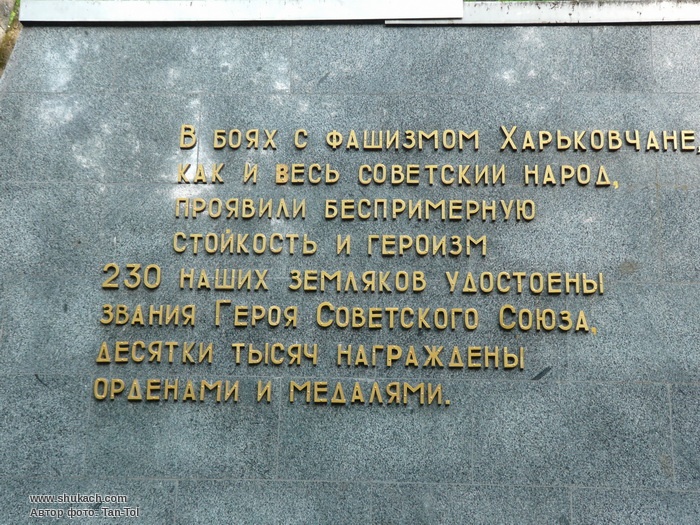 В боях с фашизмом Харьковчане,
как и весь советский народ,
проявили беспримерную
стойкость и героизм
230 наших земляков удостоены
звания Героя Советского Союза,
десятки тысяч награждены
орденами и медалями.
www.shukach.com
Автор фото: Tan-Tol